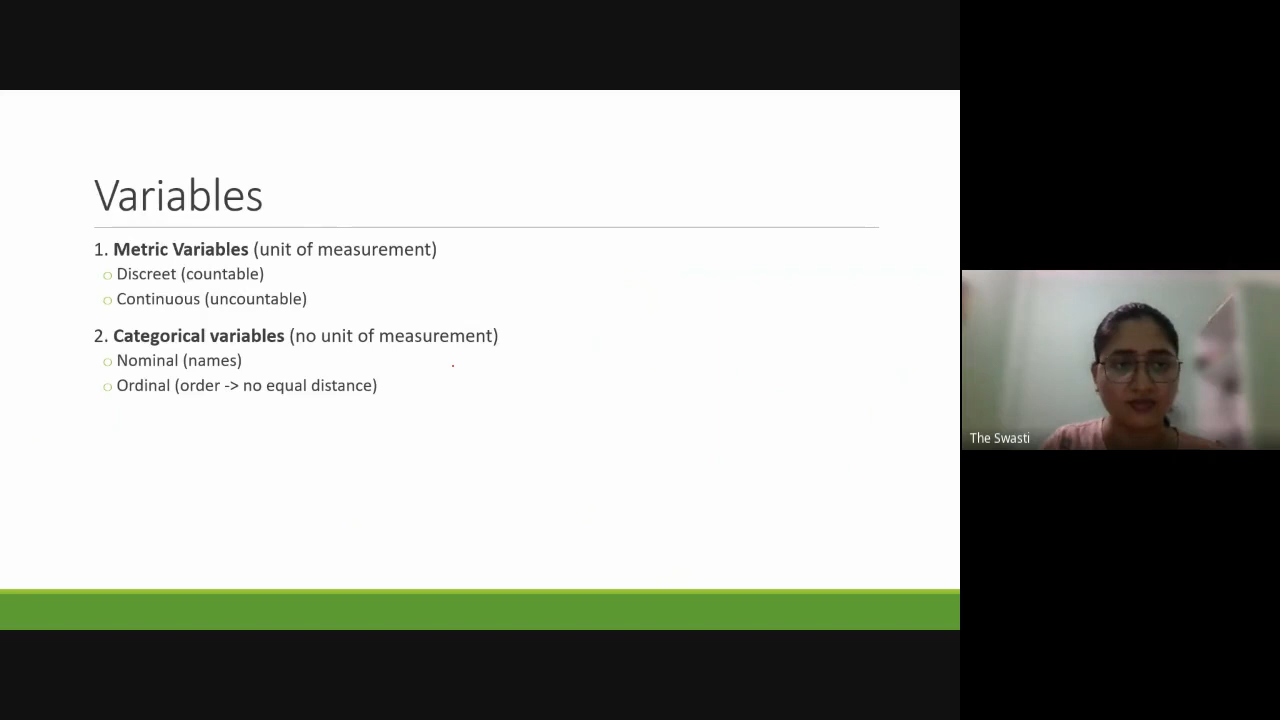 Variables
1. Metric Variables (unit of measurement)
Discreet (countable)
Continuous (uncountable)
2. Categorical variables (no unit of measurement)
Nominal (names)
Ordinal (order -> no equal distance)
The Swasti